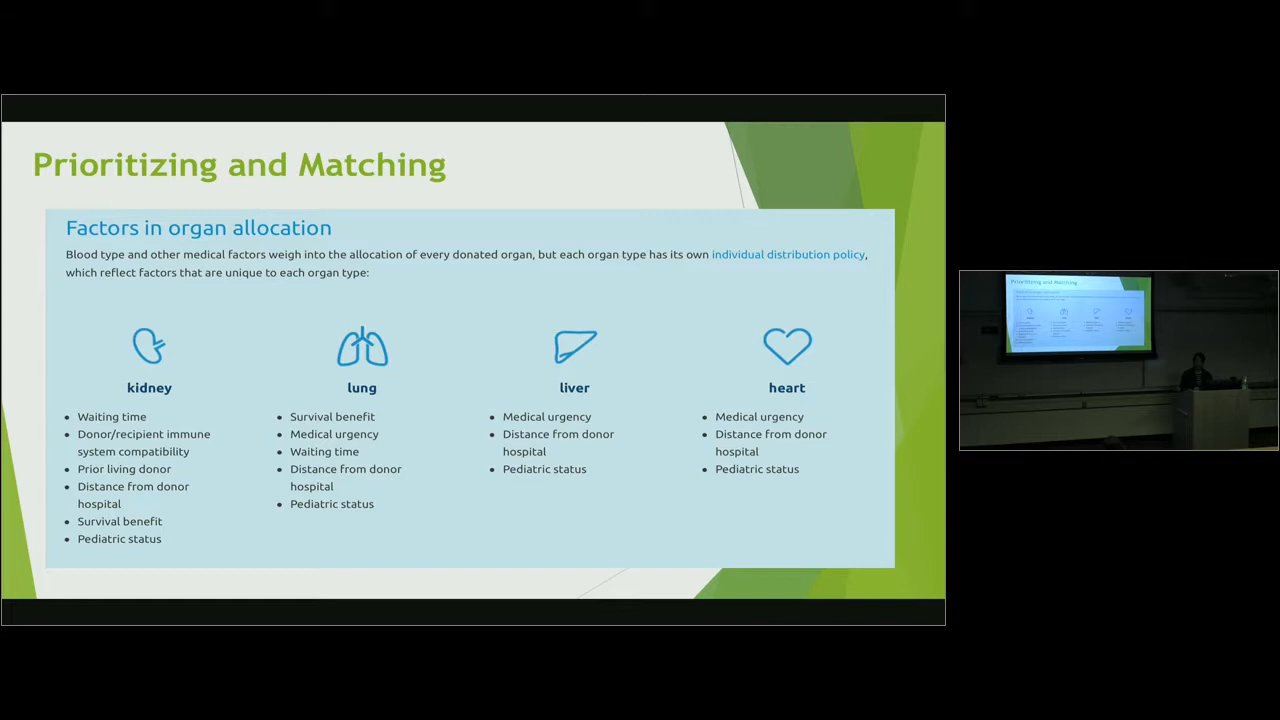 Prioritizing and Matching
Factors in organ allocation
Blood type and other medical factors weigh into the allocation of every donated organ, but each organ type has its own individual distribution policy,
which reflect factors that are unique to each organ type:
kidney
• Waiting time
• Donor/recipient immune
system compatibility
• Prior living donor
• Distance from donor
hospital
• Survival benefit
• Pediatric status
lung
• Survival benefit
• Medical urgency
• Waiting time
• Distance from donor
hospital
• Pediatric status
liver
• Medical urgency
• Distance from donor
hospital
• Pediatric status
heart
• Medical urgency
• Distance from donor
hospital
• Pediatric status
Prioritizing and Matching